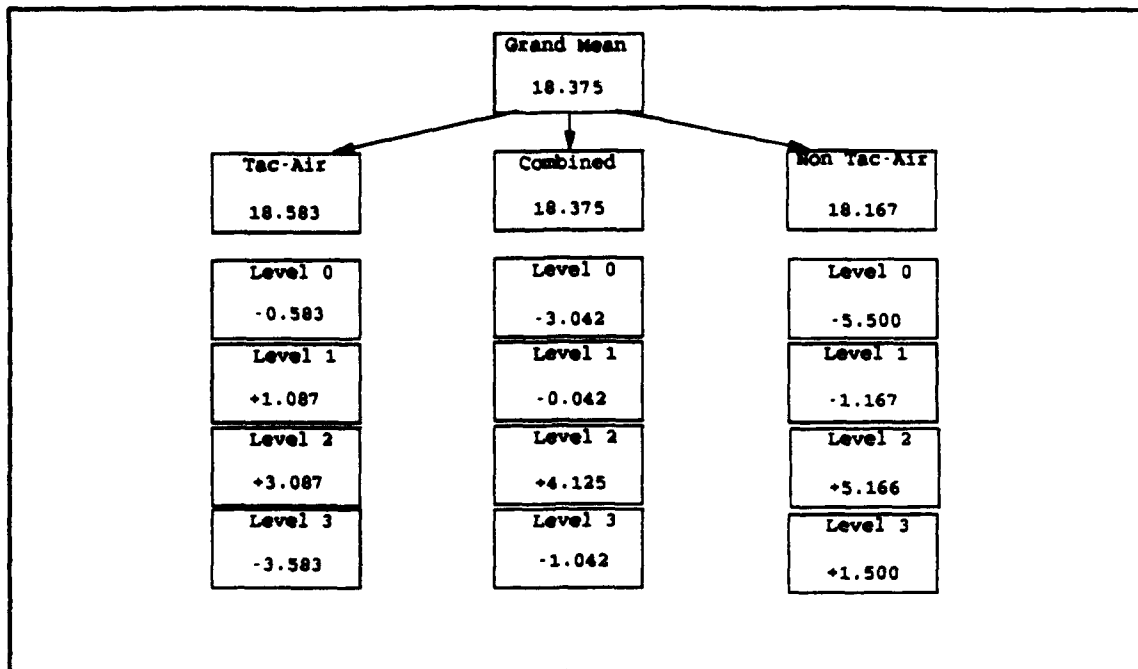 Grand Mean
18.375
Tac-Air
18.583
Combined
18.375
Non Tac-Air
18.167
Level 0
-0.583
Level 1
+1.087
Level 2
+3.087
Level 3
-3.583
Level 0
-3.042
Level 1
-0.042
Level 2
+4.125
Level 3
-1.042
Level 0
-5.500
Level 1
-1.167
Level 2
+5.166
Level 3
+1.500